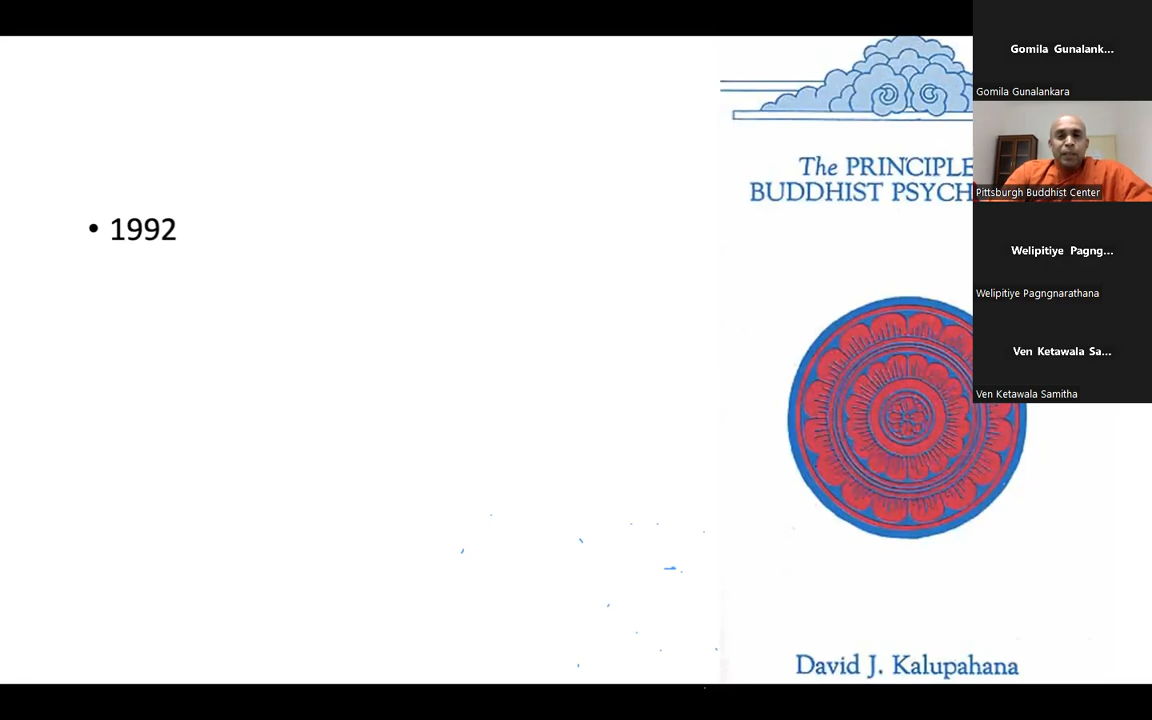 • 1992
The PRINCIPLE
BUDDHIST PSYCH
David J. Kalupahana
Gomila Gunalank...
Gomila Gunalankara
Pittsburgh Buddhist Center
Welipitiye Pagng...
Welipitiye Pagngnarathana
Ven Ketawala Sa...
Ven Ketawala Samitha